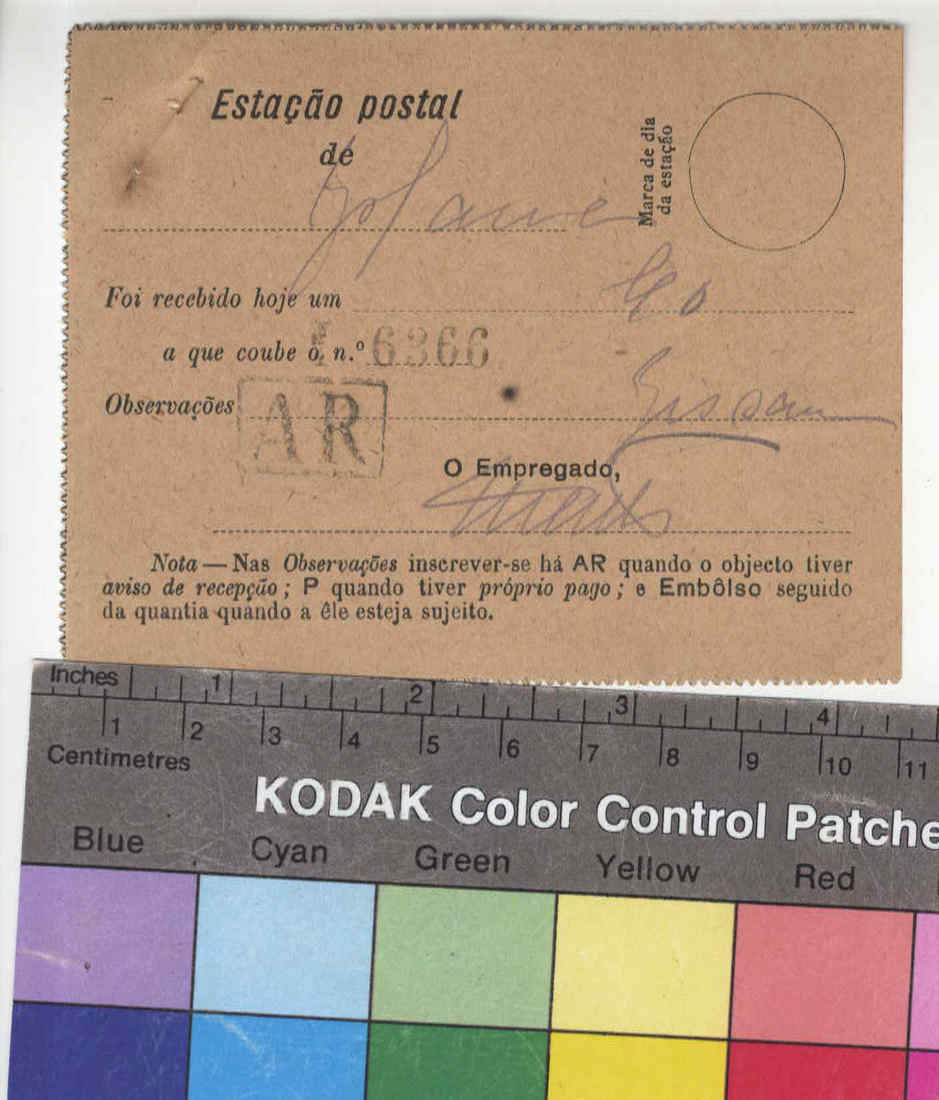 Estação postal
de
Marca de dia
da estação
Foi recebido hoje um
a que coube o n.º 6366
Observações AR
O Empregado,
Nota — Nas Observações inscrever-se há AR quando o objecto tiver
aviso de recepção; P quando tiver próprio pago; e Embôlso seguido
da quantia quando a êle esteja sujeito.
Inches 1 2 3 4
1 2 3 4 5 6 7 8 9 10 11
Centimetres
KODAK Color Control Patche
Blue Cyan Green Yellow Red